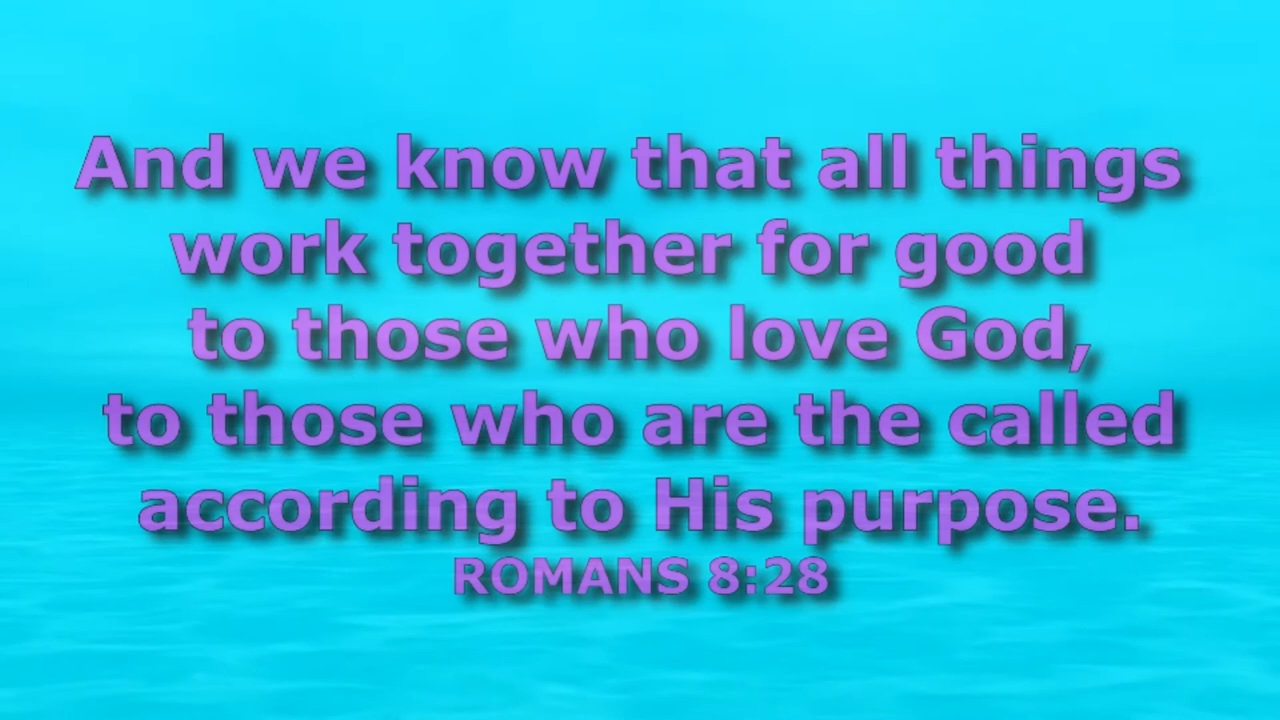 And we know that all things
work together for good
to those who love God,
to those who are the called
according to His purpose.
ROMANS 8:28